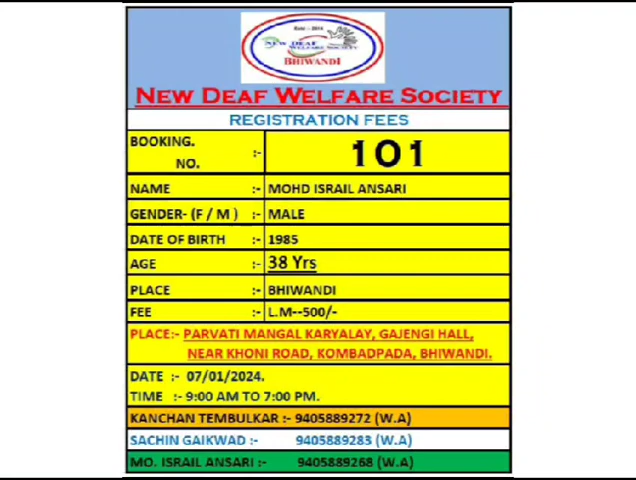 Estd :- 2014
NEW DEAF
WELFARE SOCIETY
BHIWANDI
NEW DEAF WELFARE SOCIETY
REGISTRATION FEES
BOOKING. NO. :- 101
NAME :- MOHD ISRAIL ANSARI
GENDER- (F / M ) :- MALE
DATE OF BIRTH :- 1985
AGE :- 38 Yrs
PLACE :- BHIWANDI
FEE :- L.M--500/-
PLACE:- PARVATI MANGAL KARYALAY, GAJENGI HALL,
NEAR KHONI ROAD, KOMBADPADA, BHIWANDI.
DATE :- 07/01/2024.
TIME :- 9:00 AM TO 7:00 PM.
KANCHAN TEMBULKAR :- 9405889272 (W.A)
SACHIN GAIKWAD :- 9405889283 (W.A)
MO. ISRAIL ANSARI :- 9405889268 (W.A)